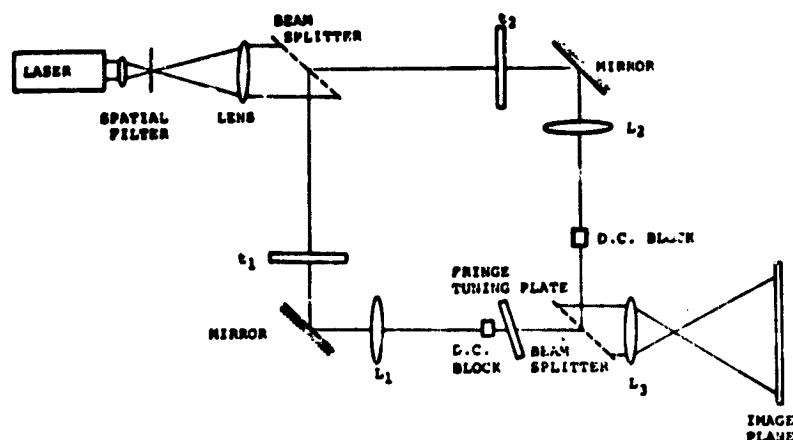 BEAM
SPLITTER
t2
MIRROR
LASER
SPATIAL
FILTER
LENS
L2
D.C. BLOCK
t1
FRINGE
TUNING PLATE
MIRROR
L1
D.C.
BLOCK
BEAM
SPLITTER
L3
IMAGE
PLANE